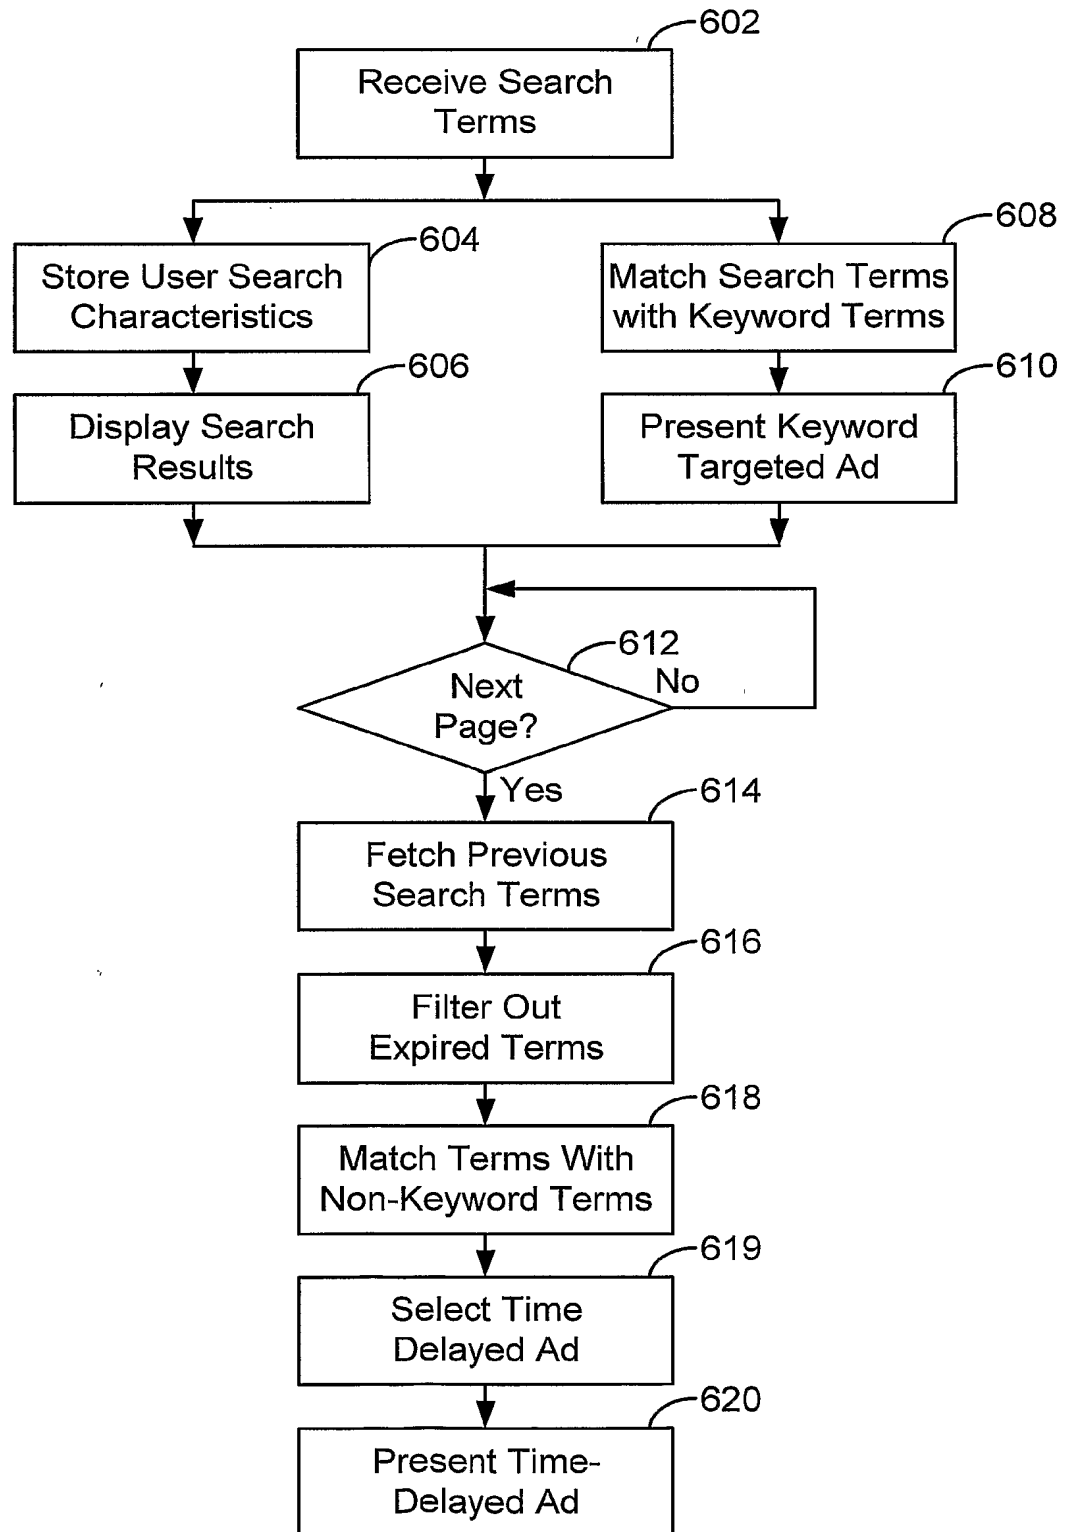 602
Receive Search
Terms
604
Store User Search
Characteristics
608
Match Search Terms
with Keyword Terms
606
Display Search
Results
610
Present Keyword
Targeted Ad
612
Next
Page?
No
Yes
614
Fetch Previous
Search Terms
616
Filter Out
Expired Terms
618
Match Terms With
Non-Keyword Terms
619
Select Time
Delayed Ad
620
Present Time-
Delayed Ad